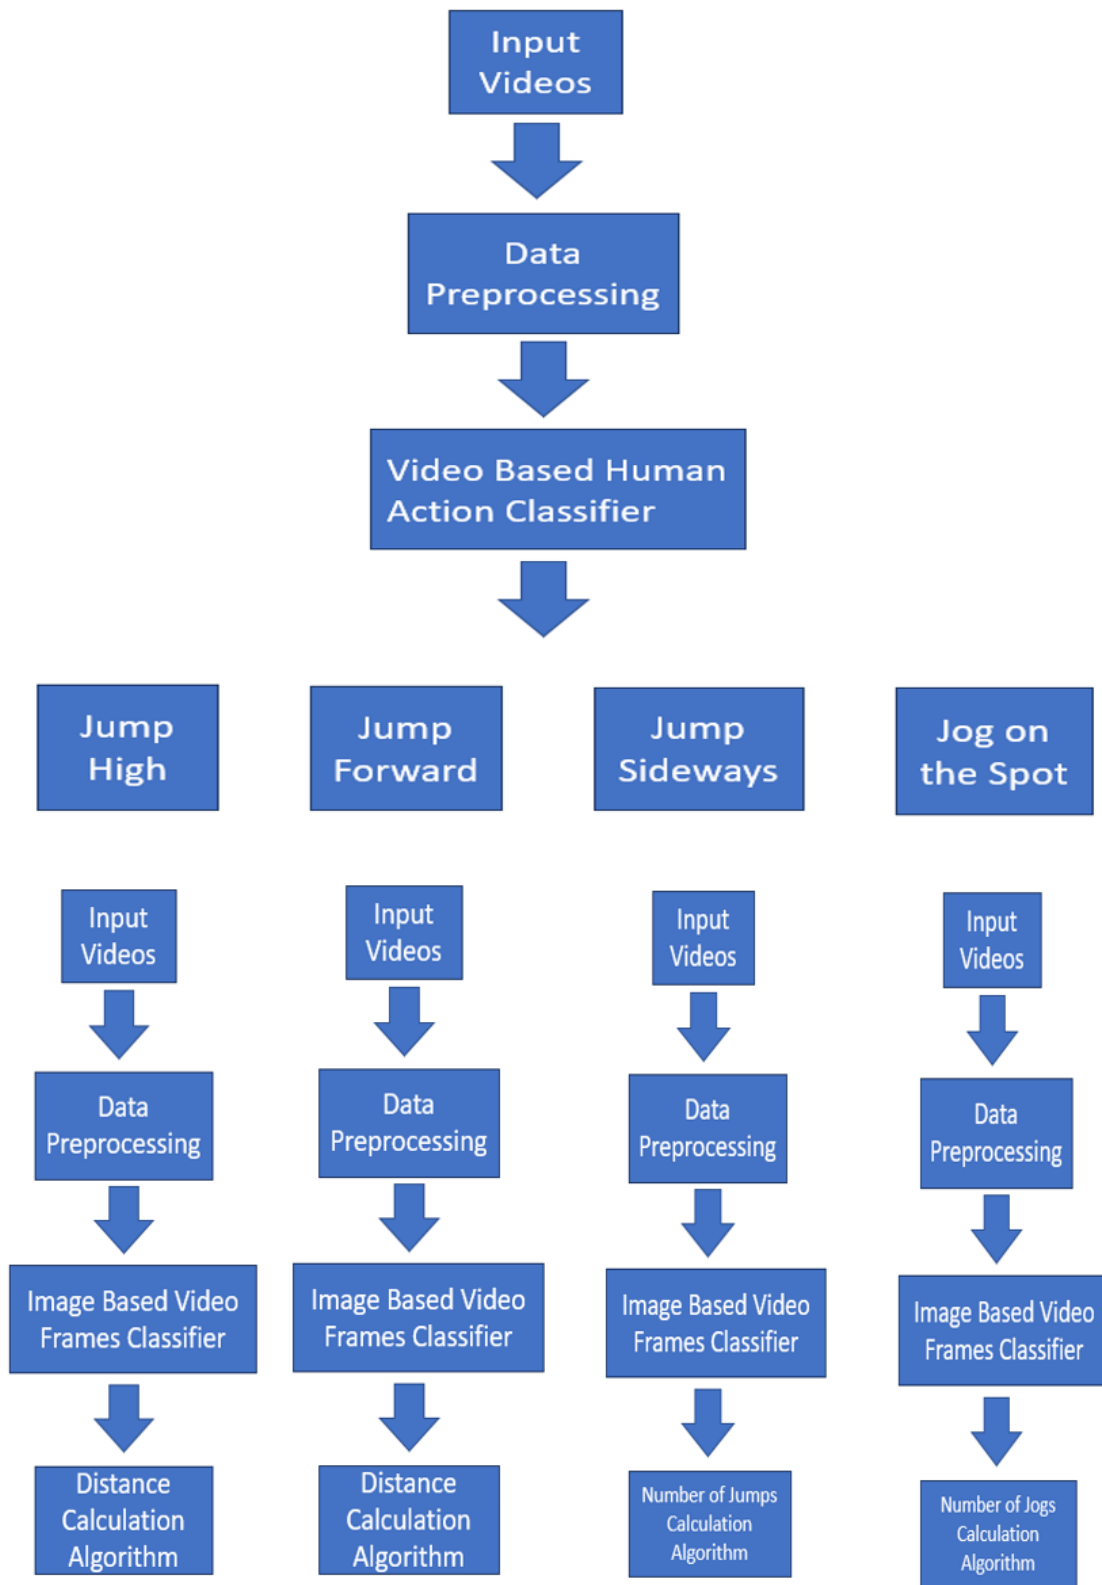 Input
Videos
Data
Preprocessing
Video Based Human
Action Classifier
Jump
High
Jump
Forward
Jump
Sideways
Jog on
the Spot
Input
Videos
Input
Videos
Input
Videos
Input
Videos
Data
Preprocessing
Data
Preprocessing
Data
Preprocessing
Data
Preprocessing
Image Based Video
Frames Classifier
Image Based Video
Frames Classifier
Image Based Video
Frames Classifier
Image Based Video
Frames Classifier
Distance
Calculation
Algorithm
Distance
Calculation
Algorithm
Number of Jumps
Calculation
Algorithm
Number of Jogs
Calculation
Algorithm